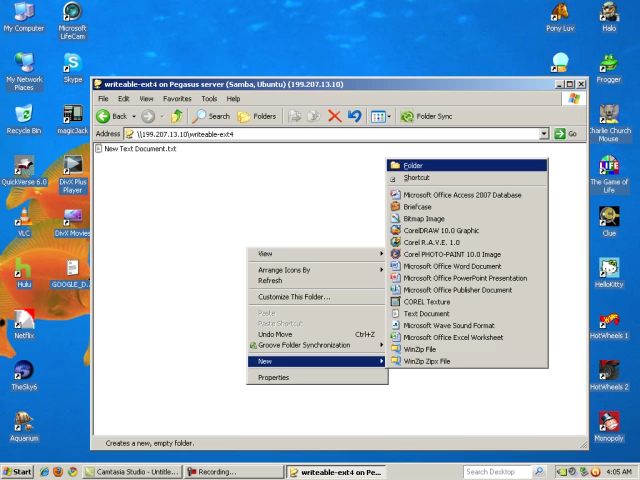 My Computer
Microsoft LifeCam
Pony Luv
Halo
My Network Places
Skype
Frogger
Recycle Bin
magicJack
Charlie Church Mouse
QuickVerse 6.0
DivX Plus Player
The Game of Life
VLC
DivX Movies
Clue
Hulu
GOOGLE_D...
HelloKitty
Netflix
HotWheels 1
TheSky6
HotWheels 2
Aquarium
Monopoly
writeable-ext4 on Pegasus server (Samba, Ubuntu) (199.207.13.10)
File Edit View Favorites Tools Help
Back Search Folders Folder Sync
Address \\199.207.13.10\writeable-ext4 Go
New Text Document.txt
View
Arrange Icons By
Refresh
Customize This Folder...
Paste
Paste Shortcut
Undo Move Ctrl+Z
Groove Folder Synchronization
New
Properties
Folder
Shortcut
Microsoft Office Access 2007 Database
Briefcase
Bitmap Image
CorelDRAW 10.0 Graphic
Corel R.A.V.E. 1.0
Corel PHOTO-PAINT 10.0 Image
Microsoft Office Word Document
Microsoft Office PowerPoint Presentation
Microsoft Office Publisher Document
COREL Texture
Text Document
Microsoft Wave Sound Format
Microsoft Office Excel Worksheet
WinZip File
WinZip Zipx File
Creates a new, empty folder.
Start Camtasia Studio - Untitle... Recording... writeable-ext4 on Pe... Search Desktop 4:05 AM